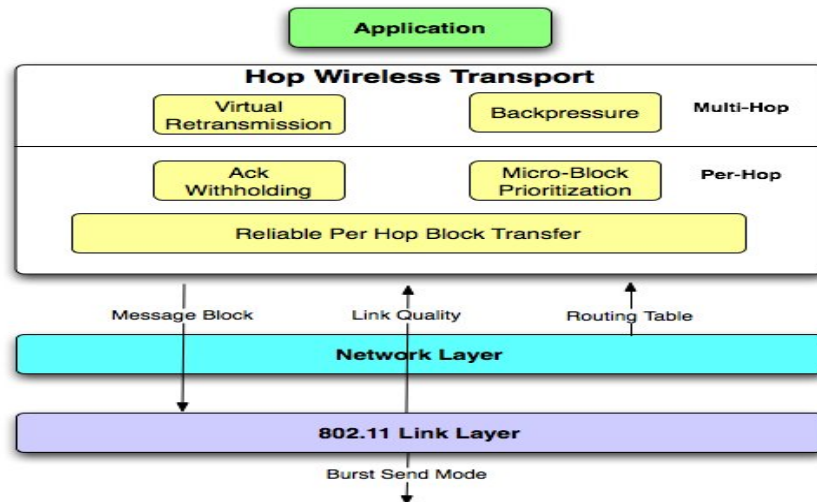 Application
Hop Wireless Transport
Virtual
Retransmission
Backpressure
Multi-Hop
Ack
Withholding
Micro-Block
Prioritization
Per-Hop
Reliable Per Hop Block Transfer
Message Block
Link Quality
Routing Table
Network Layer
802.11 Link Layer
Burst Send Mode